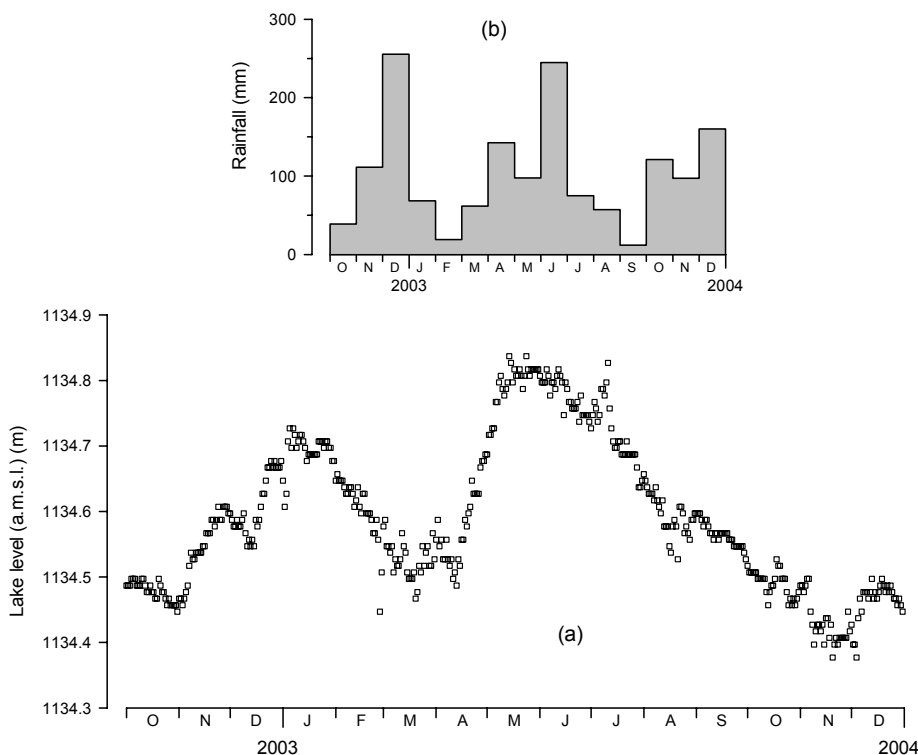 (b)
Rainfall (mm)
300
200
100
0
O N D J F M A M J J A S O N D
2003 2004
Lake level (a.m.s.l.) (m)
1134.9
1134.8
1134.7
1134.6
1134.5
1134.4
1134.3
(a)
O N D J F M A M J J A S O N D
2003 2004